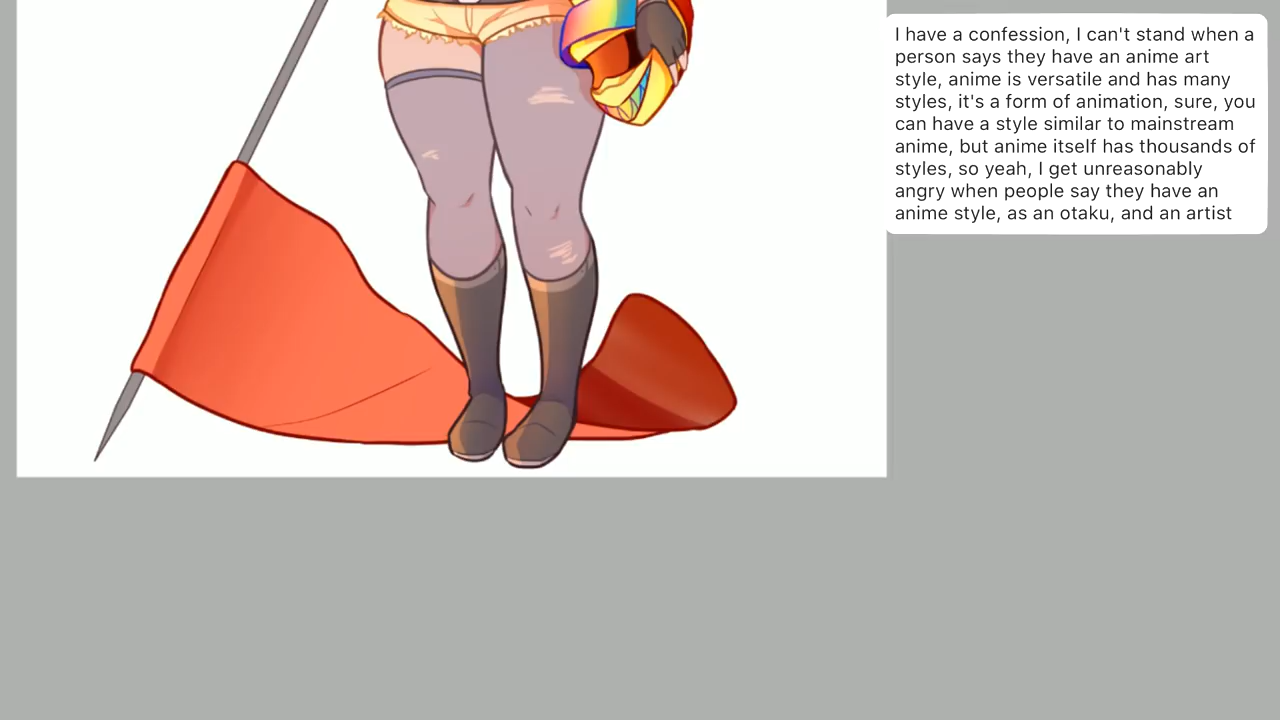 I have a confession, I can't stand when a
person says they have an anime art
style, anime is versatile and has many
styles, it's a form of animation, sure, you
can have a style similar to mainstream
anime, but anime itself has thousands of
styles, so yeah, I get unreasonably
angry when people say they have an
anime style, as an otaku, and an artist